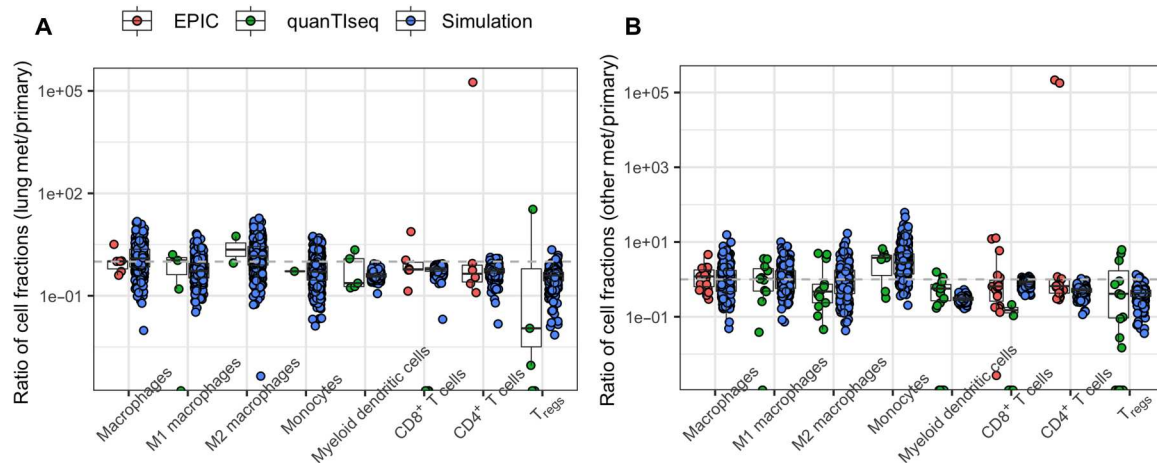 A
EPIC
quanTIseq
Simulation
Ratio of cell fractions (lung met/primary)
1e+05
1e+02
1e−01
Macrophages
M1 macrophages
M2 macrophages
Monocytes
Myeloid dendritic cells
CD8+ T cells
CD4+ T cells
TRegs
B
Ratio of cell fractions (other met/primary)
1e+05
1e+03
1e+01
1e−01
Macrophages
M1 macrophages
M2 macrophages
Monocytes
Myeloid dendritic cells
CD8+ T cells
CD4+ T cells
TRegs